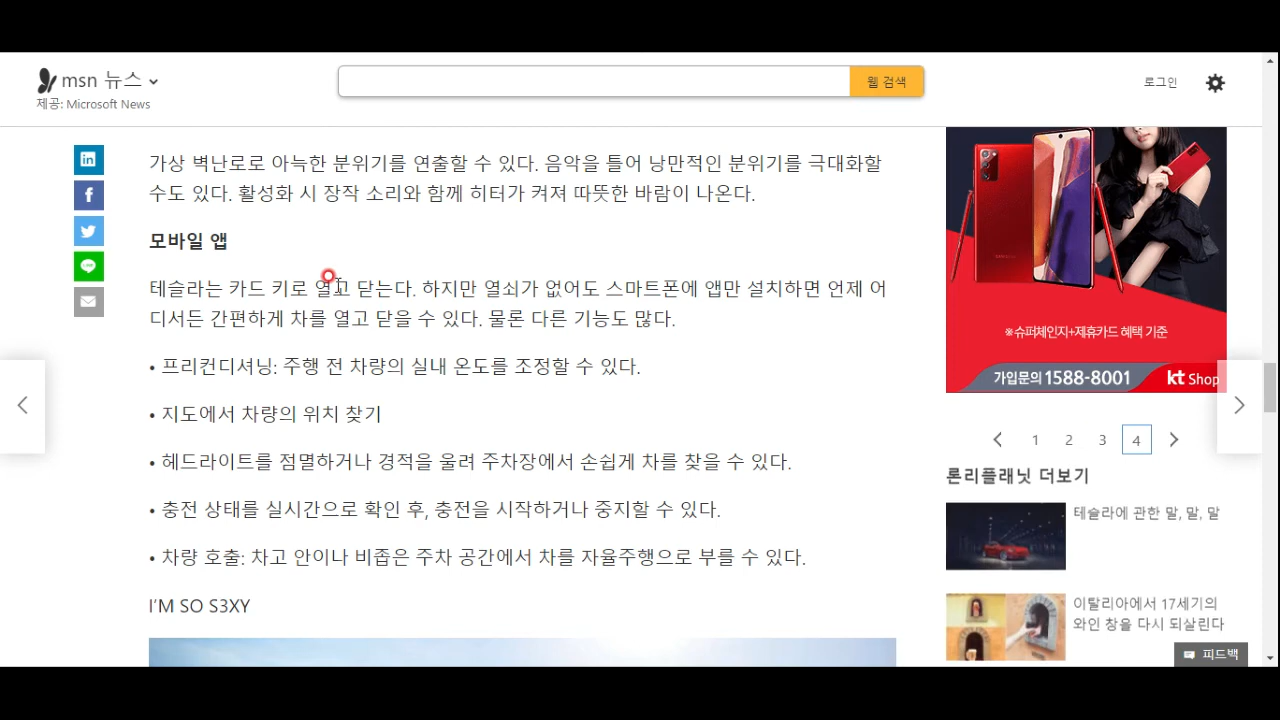 msn 뉴스
제공: Microsoft News
웹 검색
로그인
가상 벽난로로 아늑한 분위기를 연출할 수 있다. 음악을 틀어 낭만적인 분위기를 극대화할
수도 있다. 활성화 시 장작 소리와 함께 히터가 켜져 따뜻한 바람이 나온다.
모바일 앱
테슬라는 카드 키로 열고 닫는다. 하지만 열쇠가 없어도 스마트폰에 앱만 설치하면 언제 어
디서든 간편하게 차를 열고 닫을 수 있다. 물론 다른 기능도 많다.
• 프리컨디셔닝: 주행 전 차량의 실내 온도를 조정할 수 있다.
• 지도에서 차량의 위치 찾기
• 헤드라이트를 점멸하거나 경적을 울려 주차장에서 손쉽게 차를 찾을 수 있다.
• 충전 상태를 실시간으로 확인 후, 충전을 시작하거나 중지할 수 있다.
• 차량 호출: 차고 안이나 비좁은 주차 공간에서 차를 자율주행으로 부를 수 있다.
I'M SO S3XY
※슈퍼체인지+제휴카드 혜택 기준
가입문의 1588-8001 kt Shop
1 2 3 4
론리플래닛 더보기
테슬라에 관한 말, 말, 말
이탈리아에서 17세기의
와인 창을 다시 되살린다
피드백